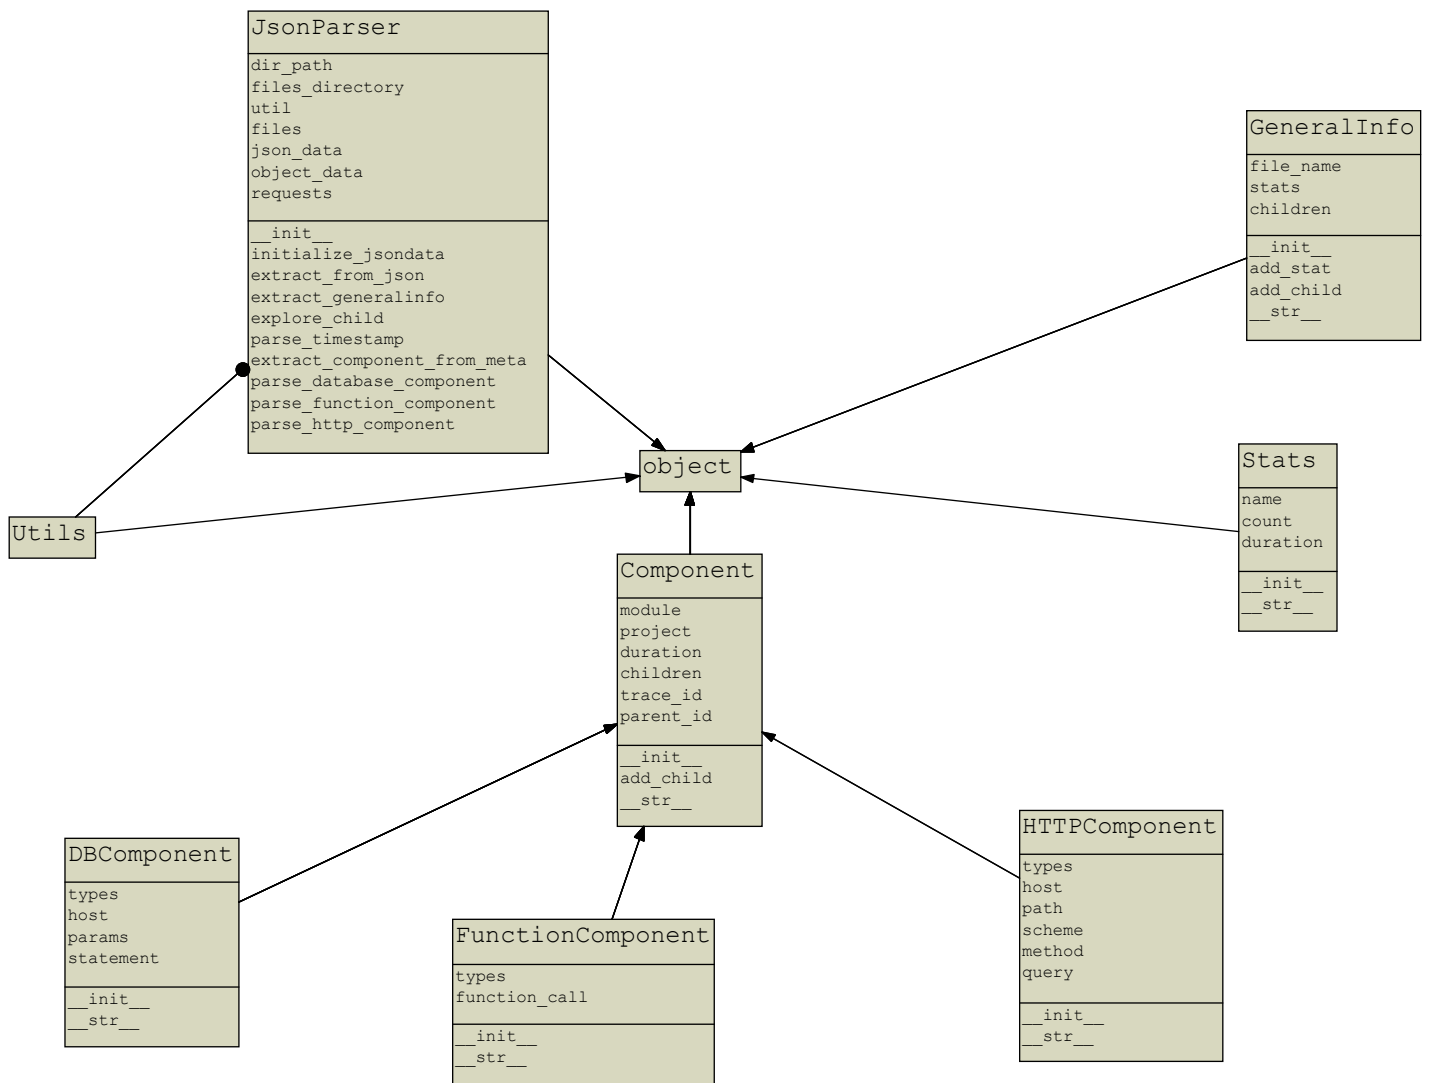 JsonParser
dir_path
files_directory
util
files
json_data
object_data
requests
__init__
initialize_jsondata
extract_from_json
extract_generalinfo
explore_child
parse_timestamp
extract_component_from_meta
parse_database_component
parse_function_component
parse_http_component
GeneralInfo
file_name
stats
children
__init__
add_stat
add_child
__str__
object
Stats
name
count
duration
__init__
__str__
Utils
Component
module
project
duration
children
trace_id
parent_id
__init__
add_child
__str__
DBComponent
types
host
params
statement
__init__
__str__
FunctionComponent
types
function_call
__init__
__str__
HTTPComponent
types
host
path
scheme
method
query
__init__
__str__